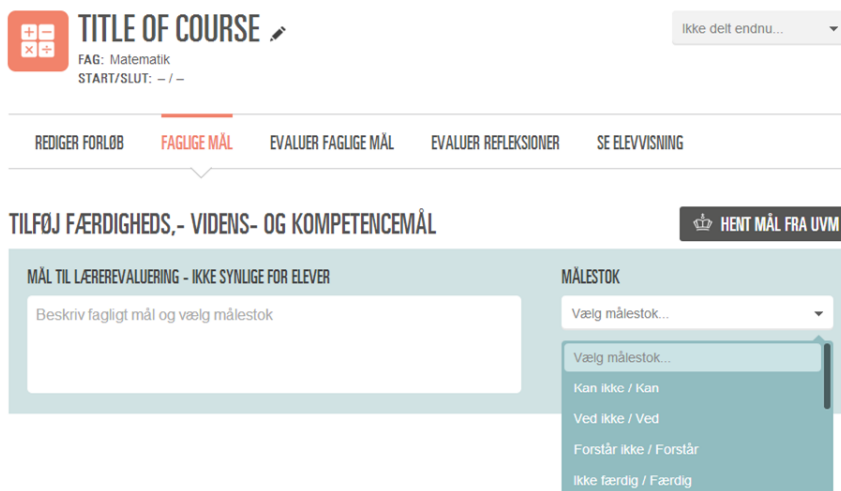 TITLE OF COURSE
Ikke delt endnu...
FAG: Matematik
START/SLUT: – / –
REDIGER FORLØB FAGLIGE MÅL EVALUER FAGLIGE MÅL EVALUER REFLEKSIONER SE ELEVVISNING
TILFØJ FÆRDIGHEDS,- VIDENS- OG KOMPETENCEMÅL
HENT MÅL FRA UVM
MÅL TIL LÆREREVALUERING - IKKE SYNLIGE FOR ELEVER
MÅLESTOK
Beskriv fagligt mål og vælg målestok
Vælg målestok...
Vælg målestok...
Kan ikke / Kan
Ved ikke / Ved
Forstår ikke / Forstår
Ikke færdig / Færdig